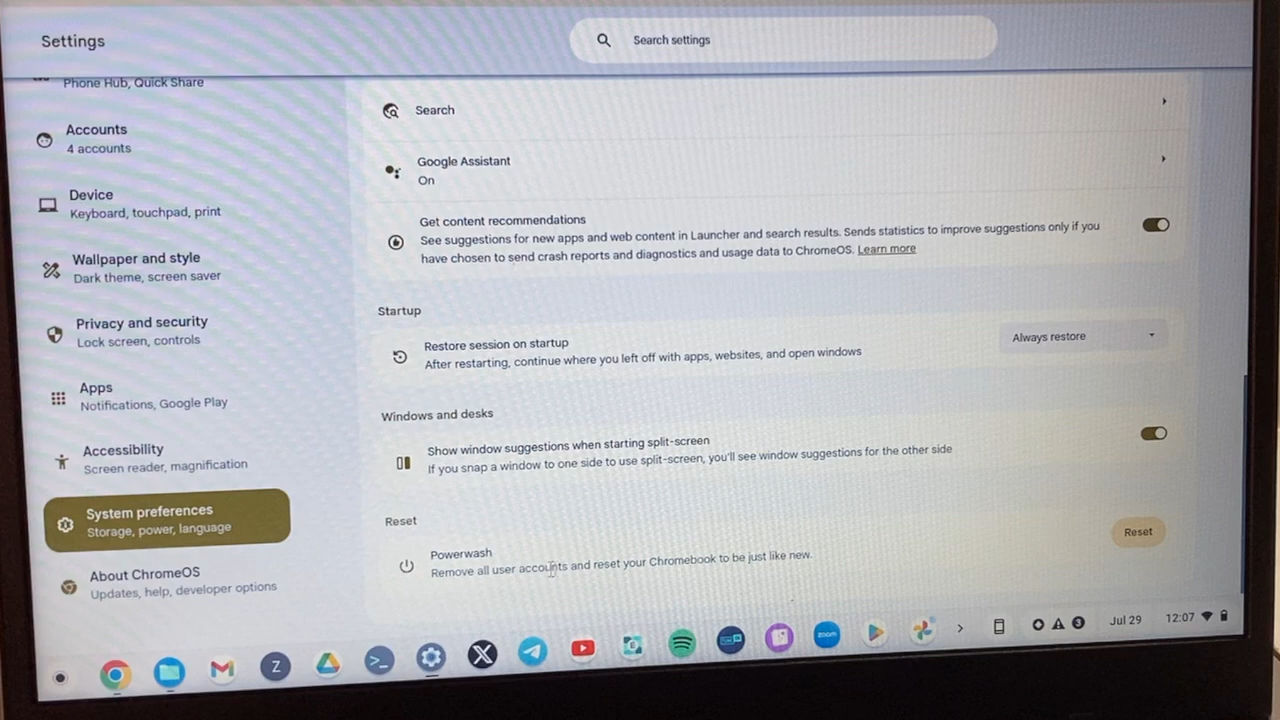 Settings
Search settings
Phone Hub, Quick Share
Accounts
4 accounts
Device
Keyboard, touchpad, print
Wallpaper and style
Dark theme, screen saver
Privacy and security
Lock screen, controls
Apps
Notifications, Google Play
Accessibility
Screen reader, magnification
System preferences
Storage, power, language
About ChromeOS
Updates, help, developer options
Search
Google Assistant
On
Get content recommendations
See suggestions for new apps and web content in Launcher and search results. Sends statistics to improve suggestions only if you
have chosen to send crash reports and diagnostics and usage data to ChromeOS. Learn more
Startup
Restore session on startup
After restarting, continue where you left off with apps, websites, and open windows
Always restore
Windows and desks
Show window suggestions when starting split-screen
If you snap a window to one side to use split-screen, you'll see window suggestions for the other side
Reset
Powerwash
Remove all user accounts and reset your Chromebook to be just like new.
Reset
Z
zoom
3
Jul 29
12:07